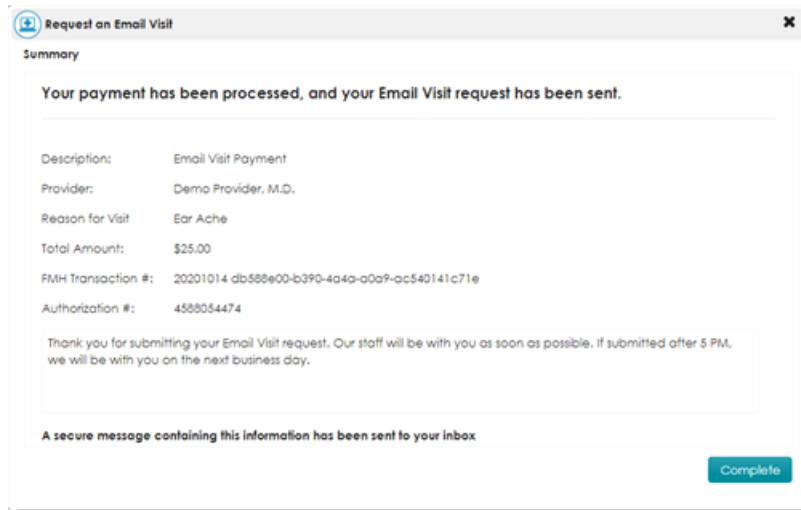 Request an Email Visit
Summary
Your payment has been processed, and your Email Visit request has been sent.
Description: Email Visit Payment
Provider: Demo Provider, M.D.
Reason for Visit Ear Ache
Total Amount: $25.00
FMH Transaction #: 20201014 db588e00-b390-4a4a-a0a9-ac540141c71e
Authorization #: 4588054474
Thank you for submitting your Email Visit request. Our staff will be with you as soon as possible. If submitted after 5 PM,
we will be with you on the next business day.
A secure message containing this information has been sent to your inbox
Complete